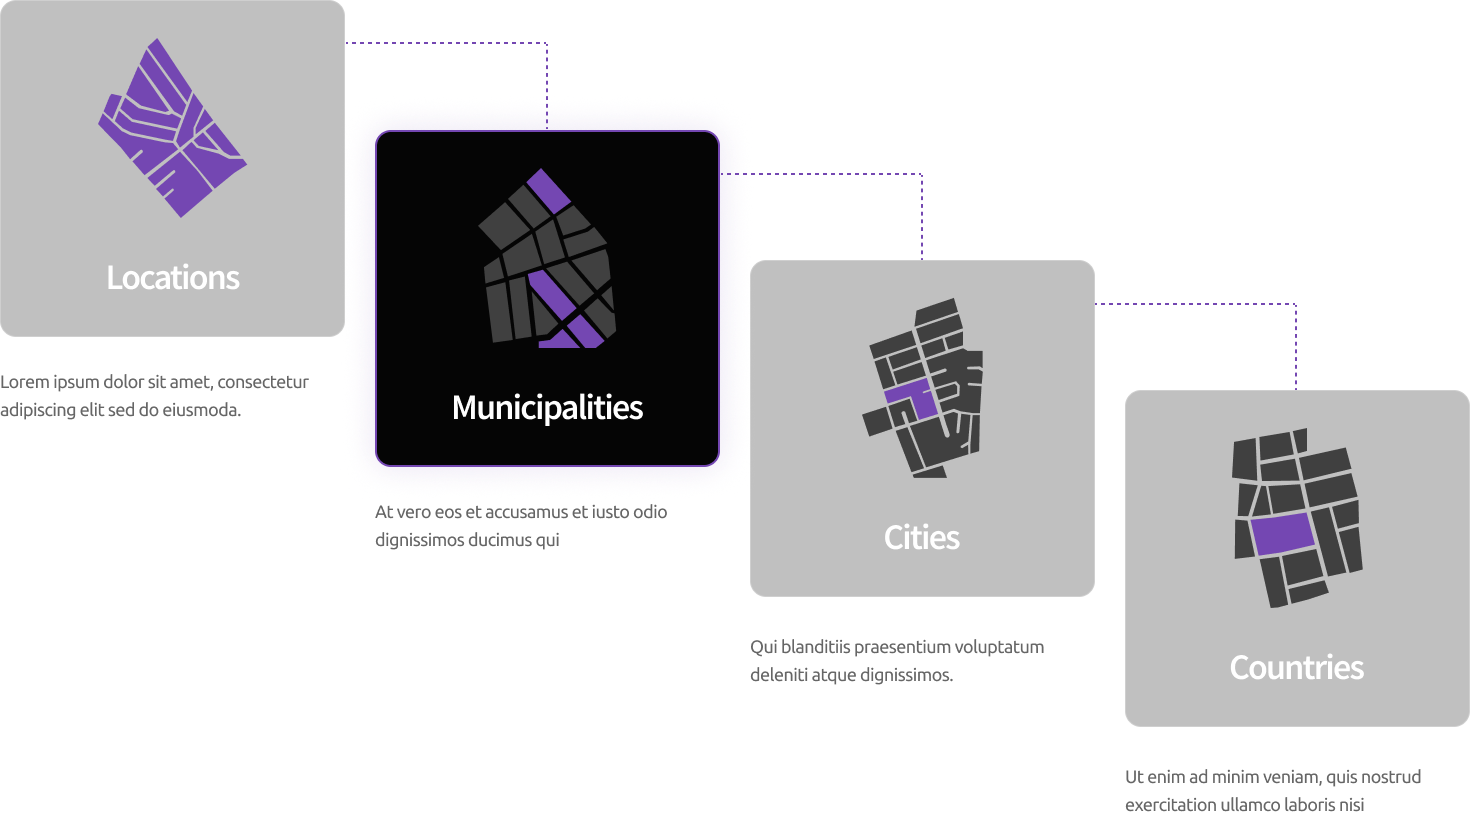 Locations
Lorem ipsum dolor sit amet, consectetur
adipiscing elit sed do eiusmoda.
Municipalities
At vero eos et accusamus et iusto odio
dignissimos ducimus qui
Cities
Qui blanditiis praesentium voluptatum
deleniti atque dignissimos.
Countries
Ut enim ad minim veniam, quis nostrud
exercitation ullamco laboris nisi